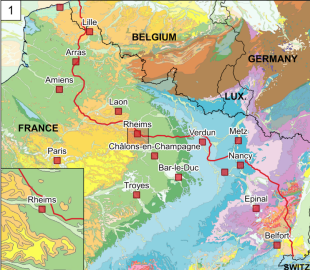 1
Lille
BELGIUM
Arras
GERMANY
Amiens
LUX.
Laon
FRANCE
Rheims
Verdun
Metz
Châlons-en-Champagne
Paris
Nancy
Bar-le-Duc
Troyes
Rheims
Epinal
Belfort
SWITZ